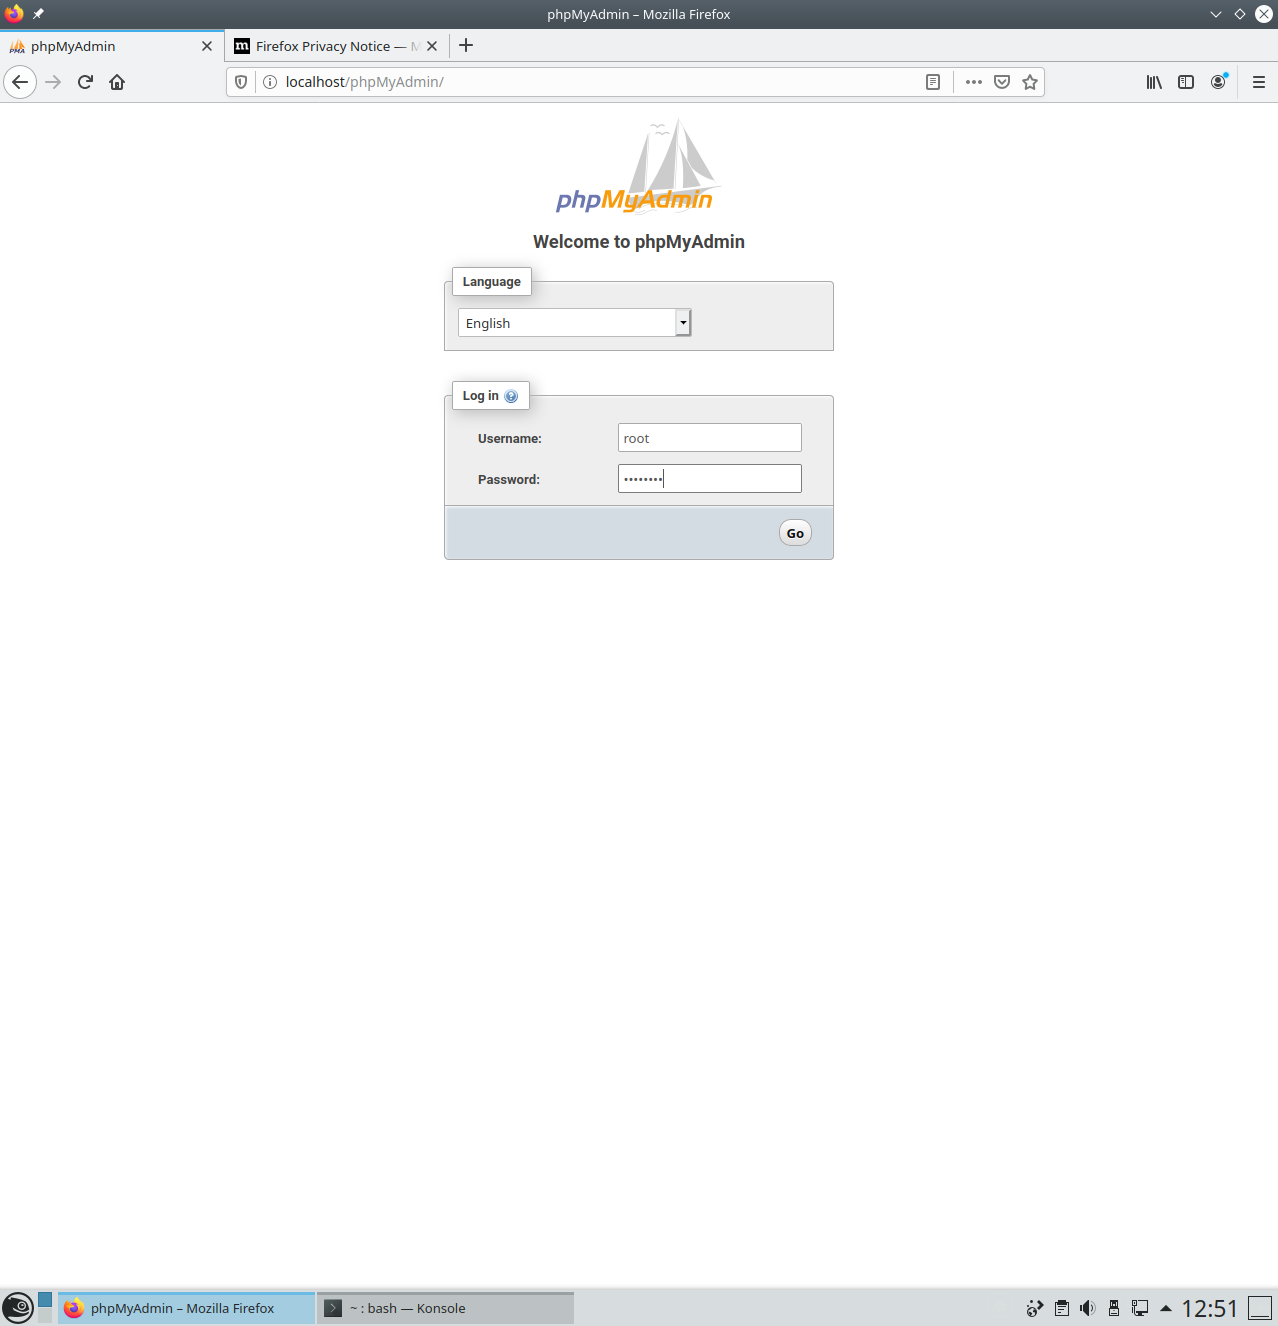 phpMyAdmin – Mozilla Firefox
phpMyAdmin
Firefox Privacy Notice —
localhost/phpMyAdmin/
phpMyAdmin
Welcome to phpMyAdmin
Language
English
Log in
Username:
root
Password:
••••••••
Go
phpMyAdmin – Mozilla Firefox
~ : bash — Konsole
12:51